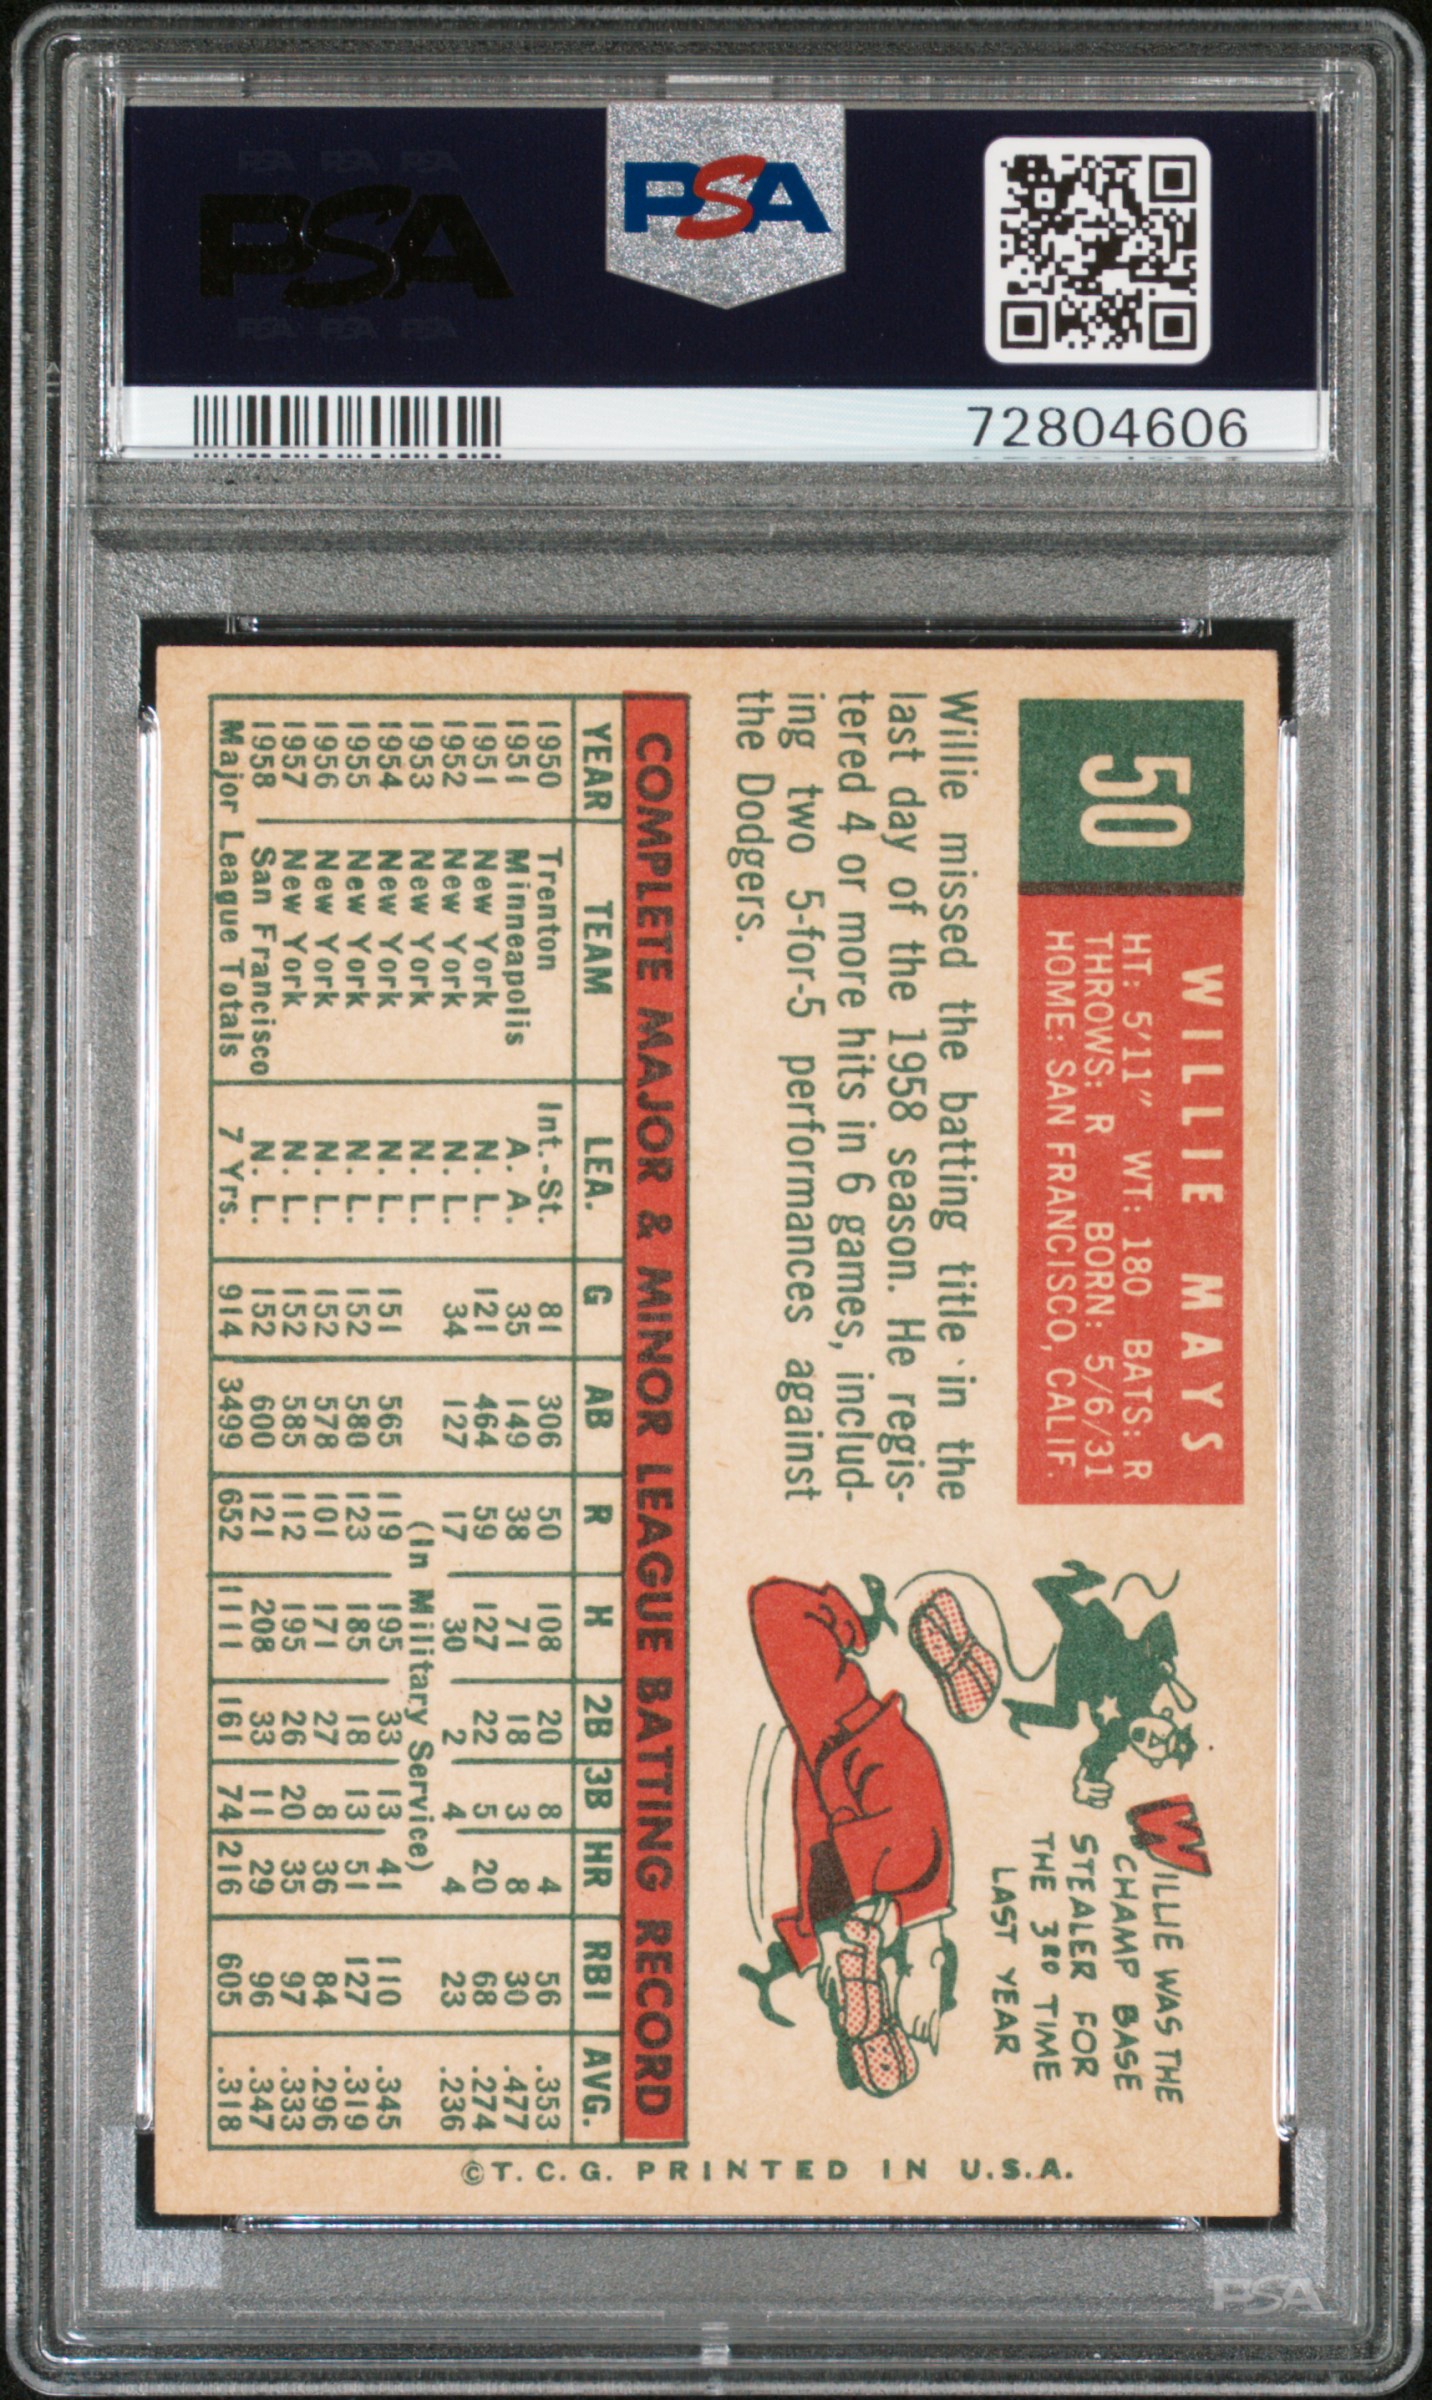 PSA PSA PSA
PSA
PSA PSA PSA
PSA
72804606
50
WILLIE MAYS
HT: 5'11" WT: 180 BATS: R
THROWS: R BORN: 5/6/31
HOME: SAN FRANCISCO, CALIF.
Willie missed the batting title in the
last day of the 1958 season. He regis-
tered 4 or more hits in 6 games, includ-
ing two 5-for-5 performances against
the Dodgers.
WILLIE WAS THE
CHAMP BASE
STEALER FOR
THE 3RD TIME
LAST YEAR
COMPLETE MAJOR & MINOR LEAGUE BATTING RECORD
YEAR TEAM LEA. G AB R H 2B 3B HR RBI AVG.
1950 Trenton Int.-St. 81 306 50 108 20 8 4 56 .353
1951 Minneapolis A. A. 35 149 38 71 18 3 8 30 .477
1951 New York N. L. 121 464 59 127 22 5 20 68 .274
1952 New York N. L. 34 127 17 30 2 4 4 23 .236
1953 New York N. L. (In Military Service)
1954 New York N. L. 151 565 119 195 33 13 41 110 .345
1955 New York N. L. 152 580 123 185 18 13 51 127 .319
1956 New York N. L. 152 578 101 171 27 8 36 84 .296
1957 New York N. L. 152 585 112 195 26 20 35 97 .333
1958 San Francisco N. L. 152 600 121 208 33 11 29 96 .347
Major League Totals 7 Yrs. 914 3499 652 1111 161 74 216 605 .318
©T. C. G. PRINTED IN U.S.A.
PSA